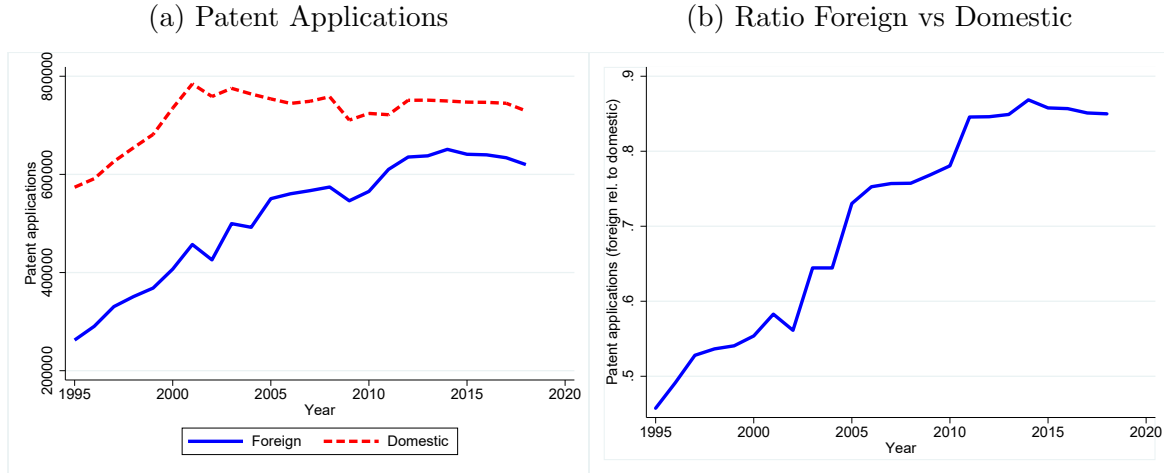 (a) Patent Applications
(b) Ratio Foreign vs Domestic
Patent applications
800000
600000
400000
200000
1995 2000 2005 2010 2015 2020
Year
Foreign Domestic
Patent applications (foreign rel. to domestic)
.9
.8
.7
.6
.5
1995 2000 2005 2010 2015 2020
Year